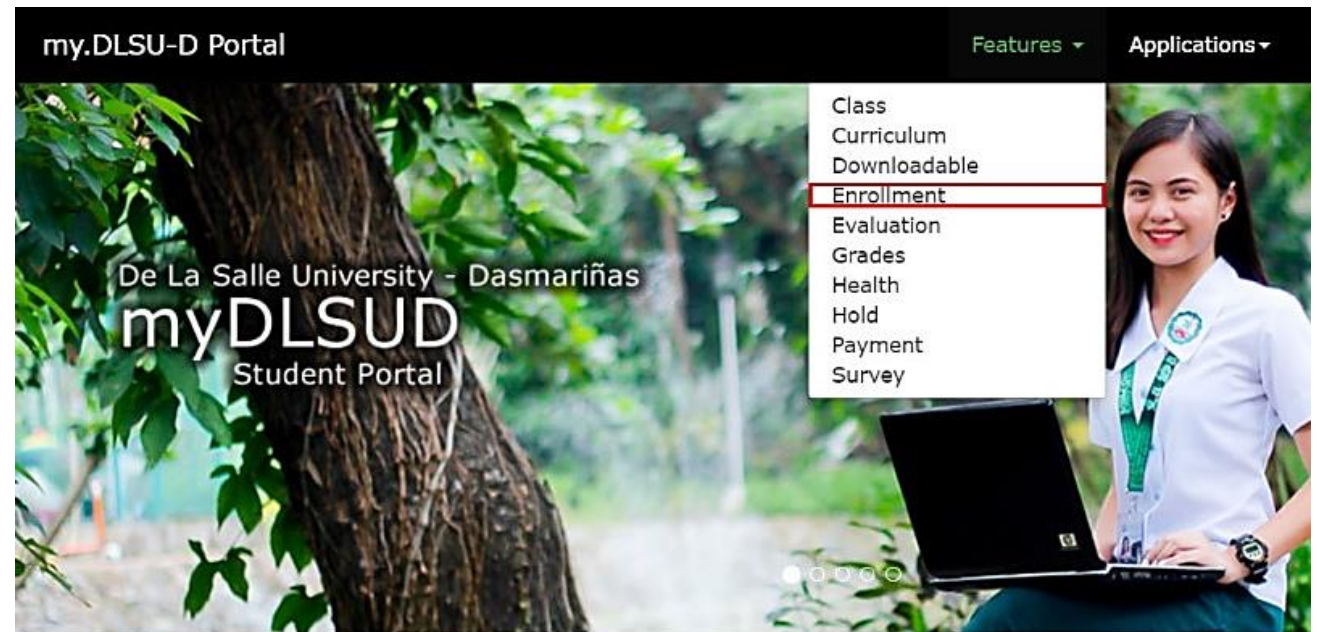 my.DLSU-D Portal
Features
Applications
Class
Curriculum
Downloadable
Enrollment
Evaluation
Grades
Health
Hold
Payment
Survey
De La Salle University - Dasmariñas
myDLSUD
Student Portal